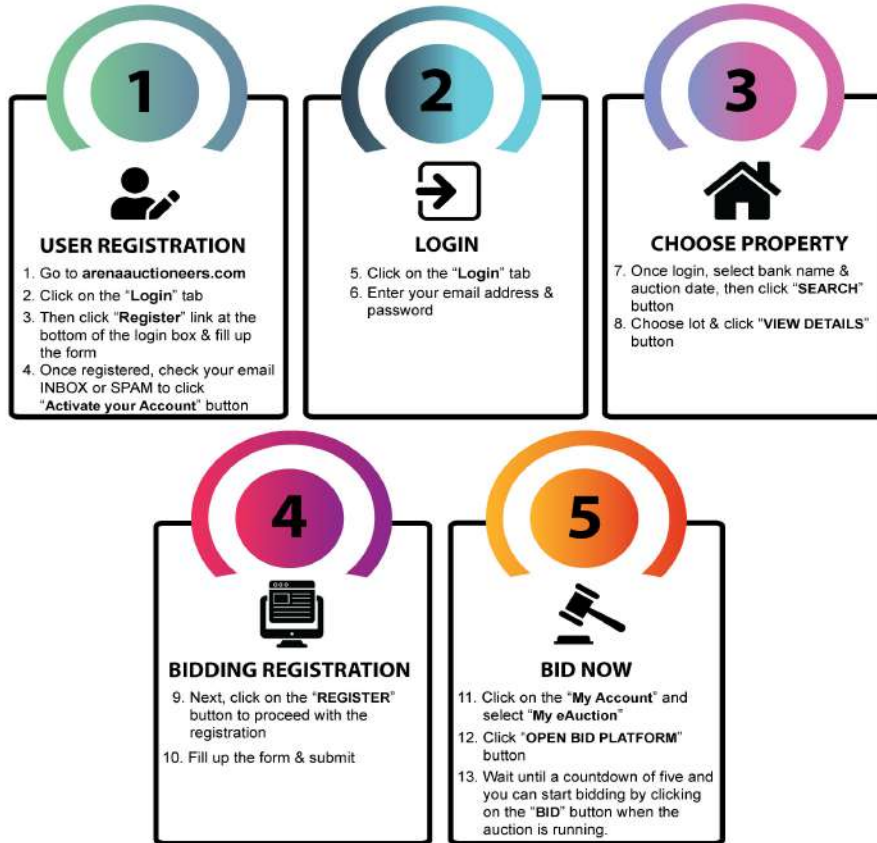 1
USER REGISTRATION
1. Go to arenaauctioneers.com
2. Click on the “Login” tab
3. Then click “Register” link at the
bottom of the login box & fill up
the form
4. Once registered, check your email
INBOX or SPAM to click
“Activate your Account” button
2
LOGIN
5. Click on the “Login” tab
6. Enter your email address &
password
3
CHOOSE PROPERTY
7. Once login, select bank name &
auction date, then click “SEARCH”
button
8. Choose lot & click “VIEW DETAILS”
button
4
BIDDING REGISTRATION
9. Next, click on the “REGISTER”
button to proceed with the
registration
10. Fill up the form & submit
5
BID NOW
11. Click on the “My Account” and
select “My eAuction”
12. Click “OPEN BID PLATFORM”
button
13. Wait until a countdown of five and
you can start bidding by clicking
on the “BID” button when the
auction is running.